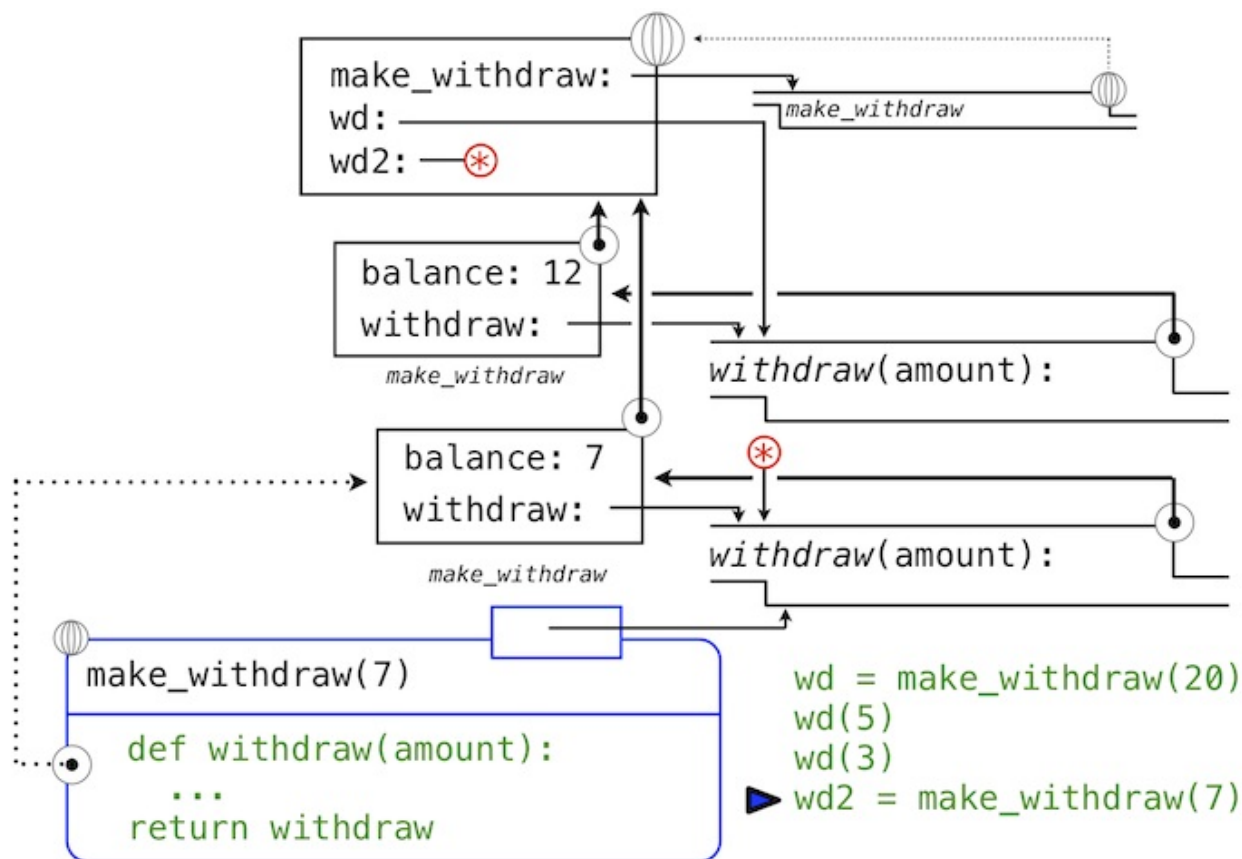 make_withdraw:
make_withdraw
wd:
wd2: *
balance: 12
withdraw:
make_withdraw
withdraw(amount):
balance: 7
*
withdraw:
withdraw(amount):
make_withdraw
make_withdraw(7)
def withdraw(amount):
...
return withdraw
wd = make_withdraw(20)
wd(5)
wd(3)
wd2 = make_withdraw(7)